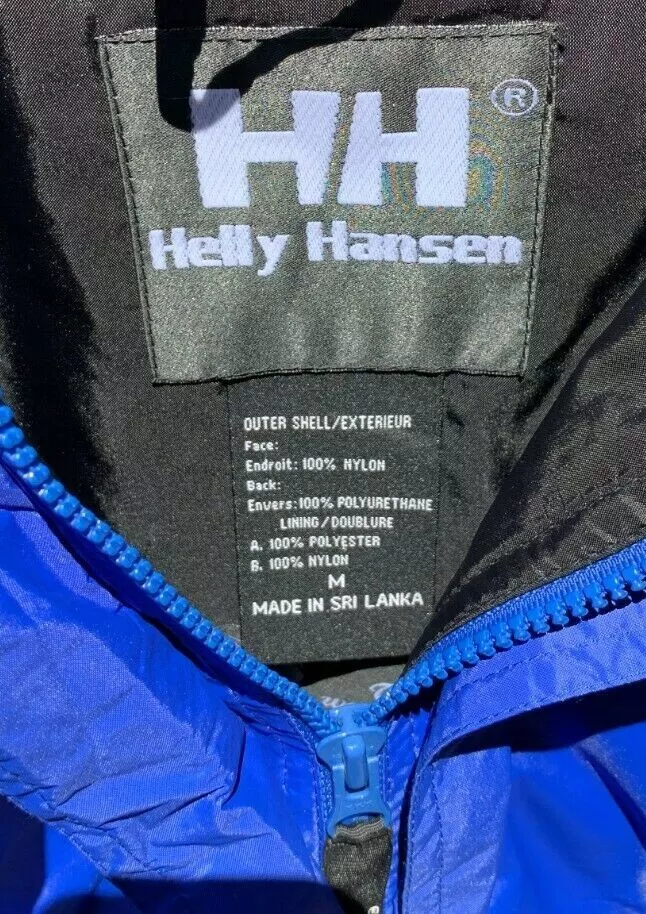 HH®
Helly Hansen
OUTER SHELL/EXTERIEUR
Face:
Endroit: 100% NYLON
Back:
Envers: 100% POLYURETHANE
LINING/DOUBLURE
A. 100% POLYESTER
B. 100% NYLON
M
MADE IN SRI LANKA